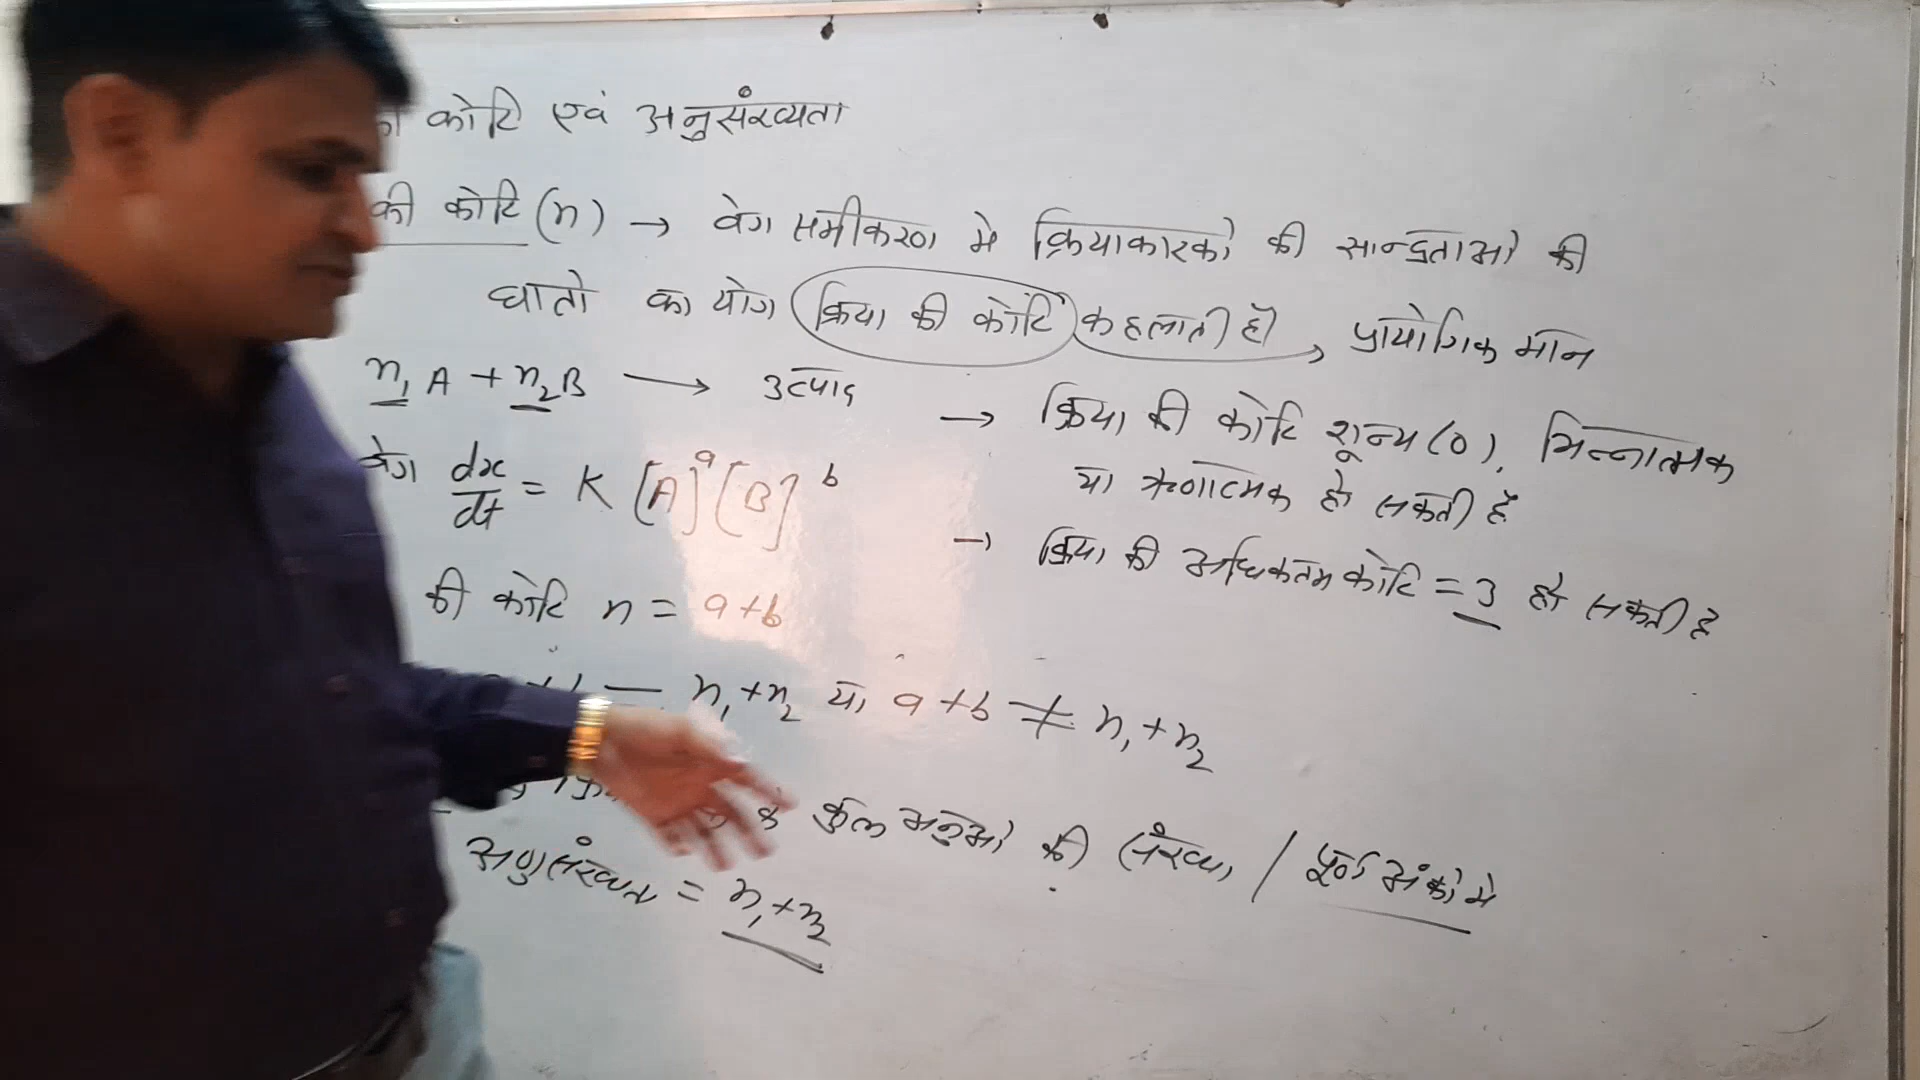 कोटि एवं अनुसंख्यता
की कोटि (n) → वेग समीकरण मे क्रियाकारको की सान्द्रताओ की
घातो का योग क्रिया की कोटि कहलाती है, प्रायोगिक मान
n₁A + n₂B → उत्पाद
वेग dx/dt = K [A]^a [B]^b
की कोटि n = a+b
n₁+n₂ या a+b ≠ n₁+n₂
के कुल अणुओ की संख्या / पूर्ण अंको मे
अणुसंख्यता = n₁+n₂
→ क्रिया की कोटि शून्य (0), भिन्नात्मक
या ऋणात्मक हो सकती है
→ क्रिया की अधिकतम कोटि = 3 हो सकती है